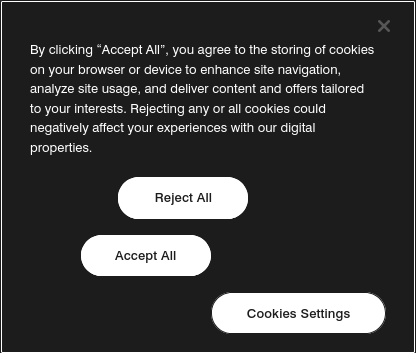 By clicking “Accept All”, you agree to the storing of cookies
on your browser or device to enhance site navigation,
analyze site usage, and deliver content and offers tailored
to your interests. Rejecting any or all cookies could
negatively affect your experiences with our digital
properties.
Reject All
Accept All
Cookies Settings